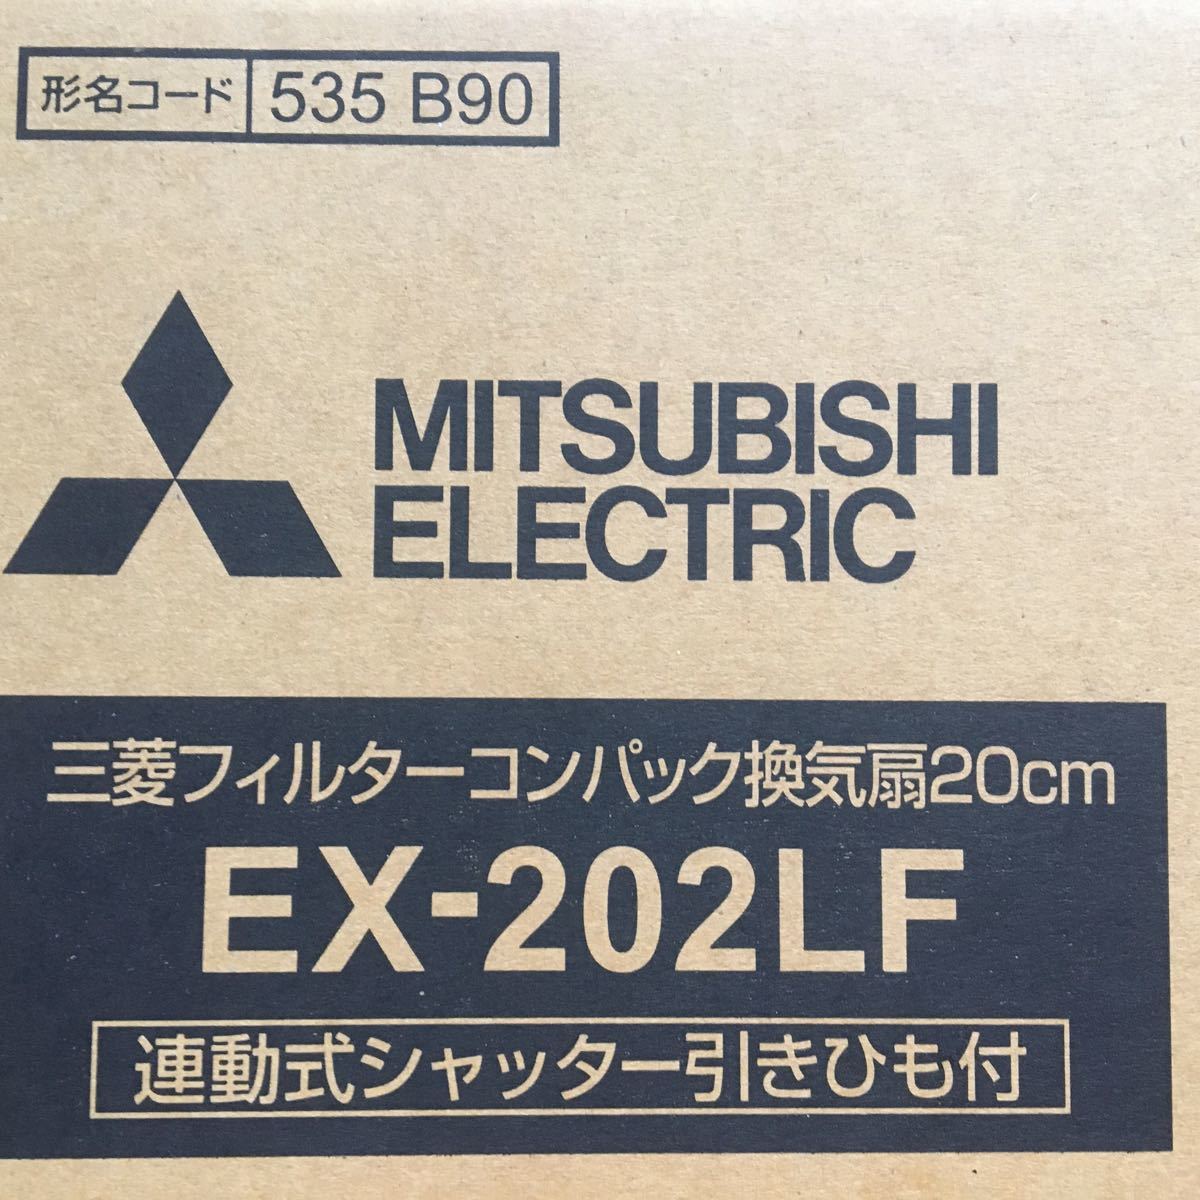 形名コード 535 B90
MITSUBISHI
ELECTRIC
三菱フィルターコンパック換気扇20cm
EX-202LF
連動式シャッター引きひも付